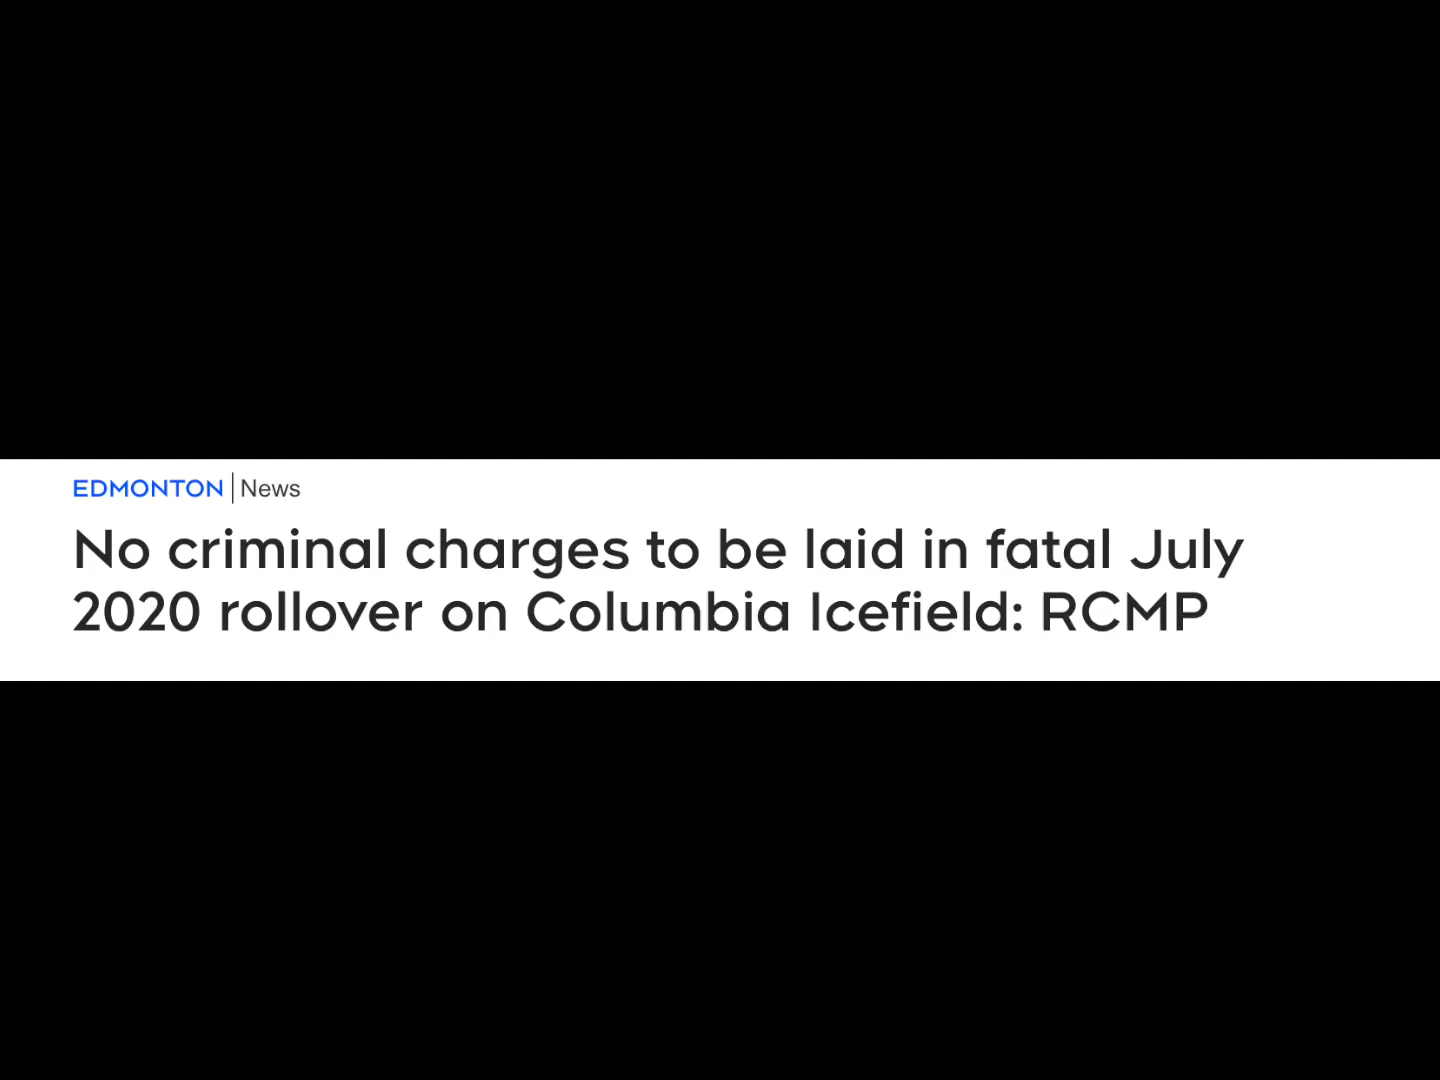 EDMONTON | News
No criminal charges to be laid in fatal July
2020 rollover on Columbia Icefield: RCMP